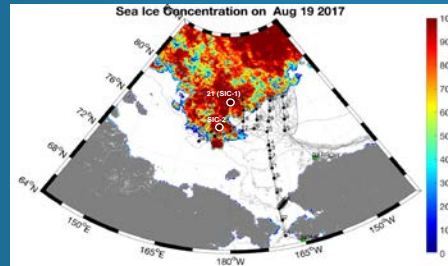 Sea Ice Concentration on Aug 19 2017
80°N
76°N
72°N
68°N
64°N
21 (SIC-1)
SIC-2
150°E
165°E
180°W
165°W
150°W
90
80
70
60
50
40
30
20
10
0